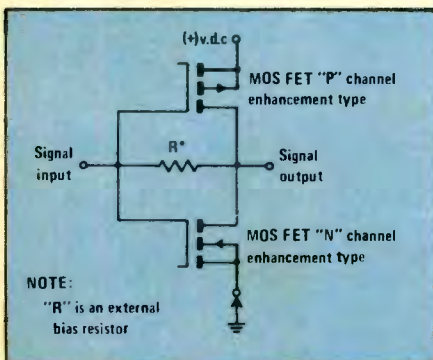 (+)v.d.c
MOS FET "P" channel
enhancement type
Signal
input
R*
Signal
output
MOS FET "N" channel
enhancement type
NOTE:
"R" is an external
bias resistor